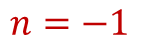 n = −1